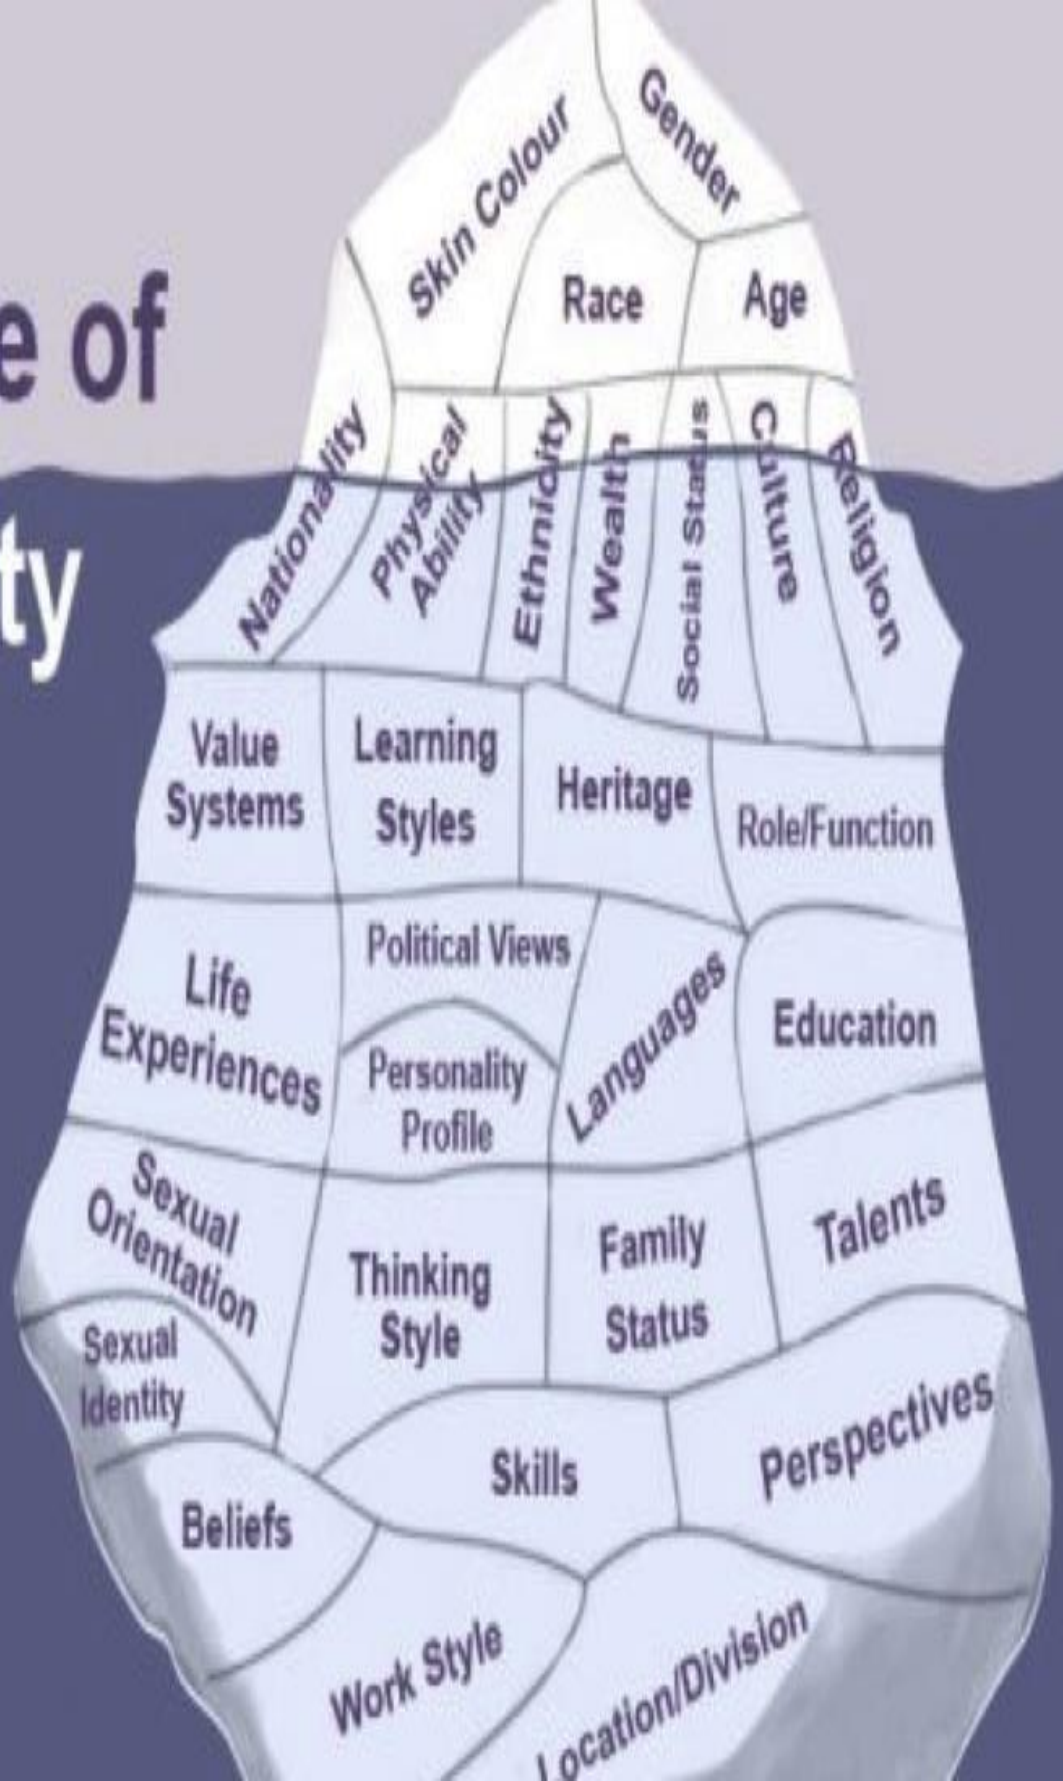 e of
ty
Skin Colour
Gender
Race
Age
Nationality
Physical
Ability
Ethnicity
Wealth
Social Status
Culture
Religion
Value
Systems
Learning
Styles
Heritage
Role/Function
Life
Experiences
Political Views
Personality
Profile
Languages
Education
Sexual
Orientation
Sexual
Identity
Thinking
Style
Family
Status
Talents
Beliefs
Skills
Perspectives
Work Style
Location/Division